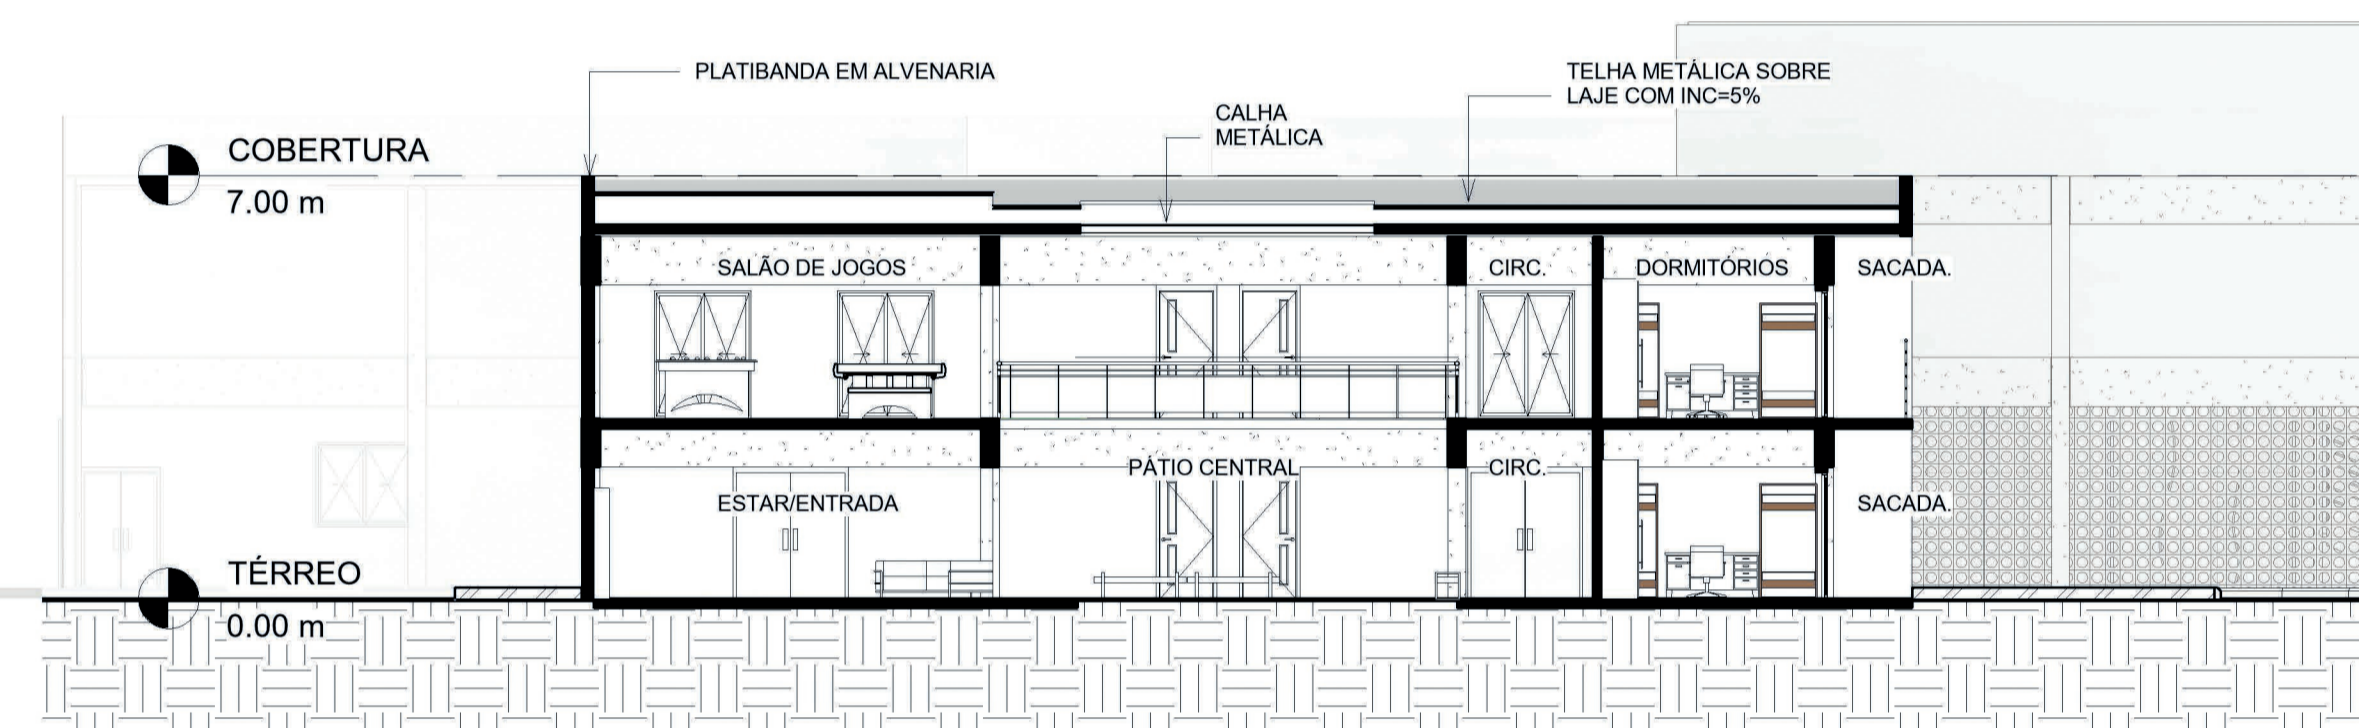 PLATIBANDA EM ALVENARIA
TELHA METÁLICA SOBRE
LAJE COM INC=5%
CALHA
METÁLICA
COBERTURA
7.00 m
SALÃO DE JOGOS
CIRC.
DORMITÓRIOS
SACADA.
PÁTIO CENTRAL
CIRC.
ESTAR/ENTRADA
SACADA.
TÉRREO
0.00 m